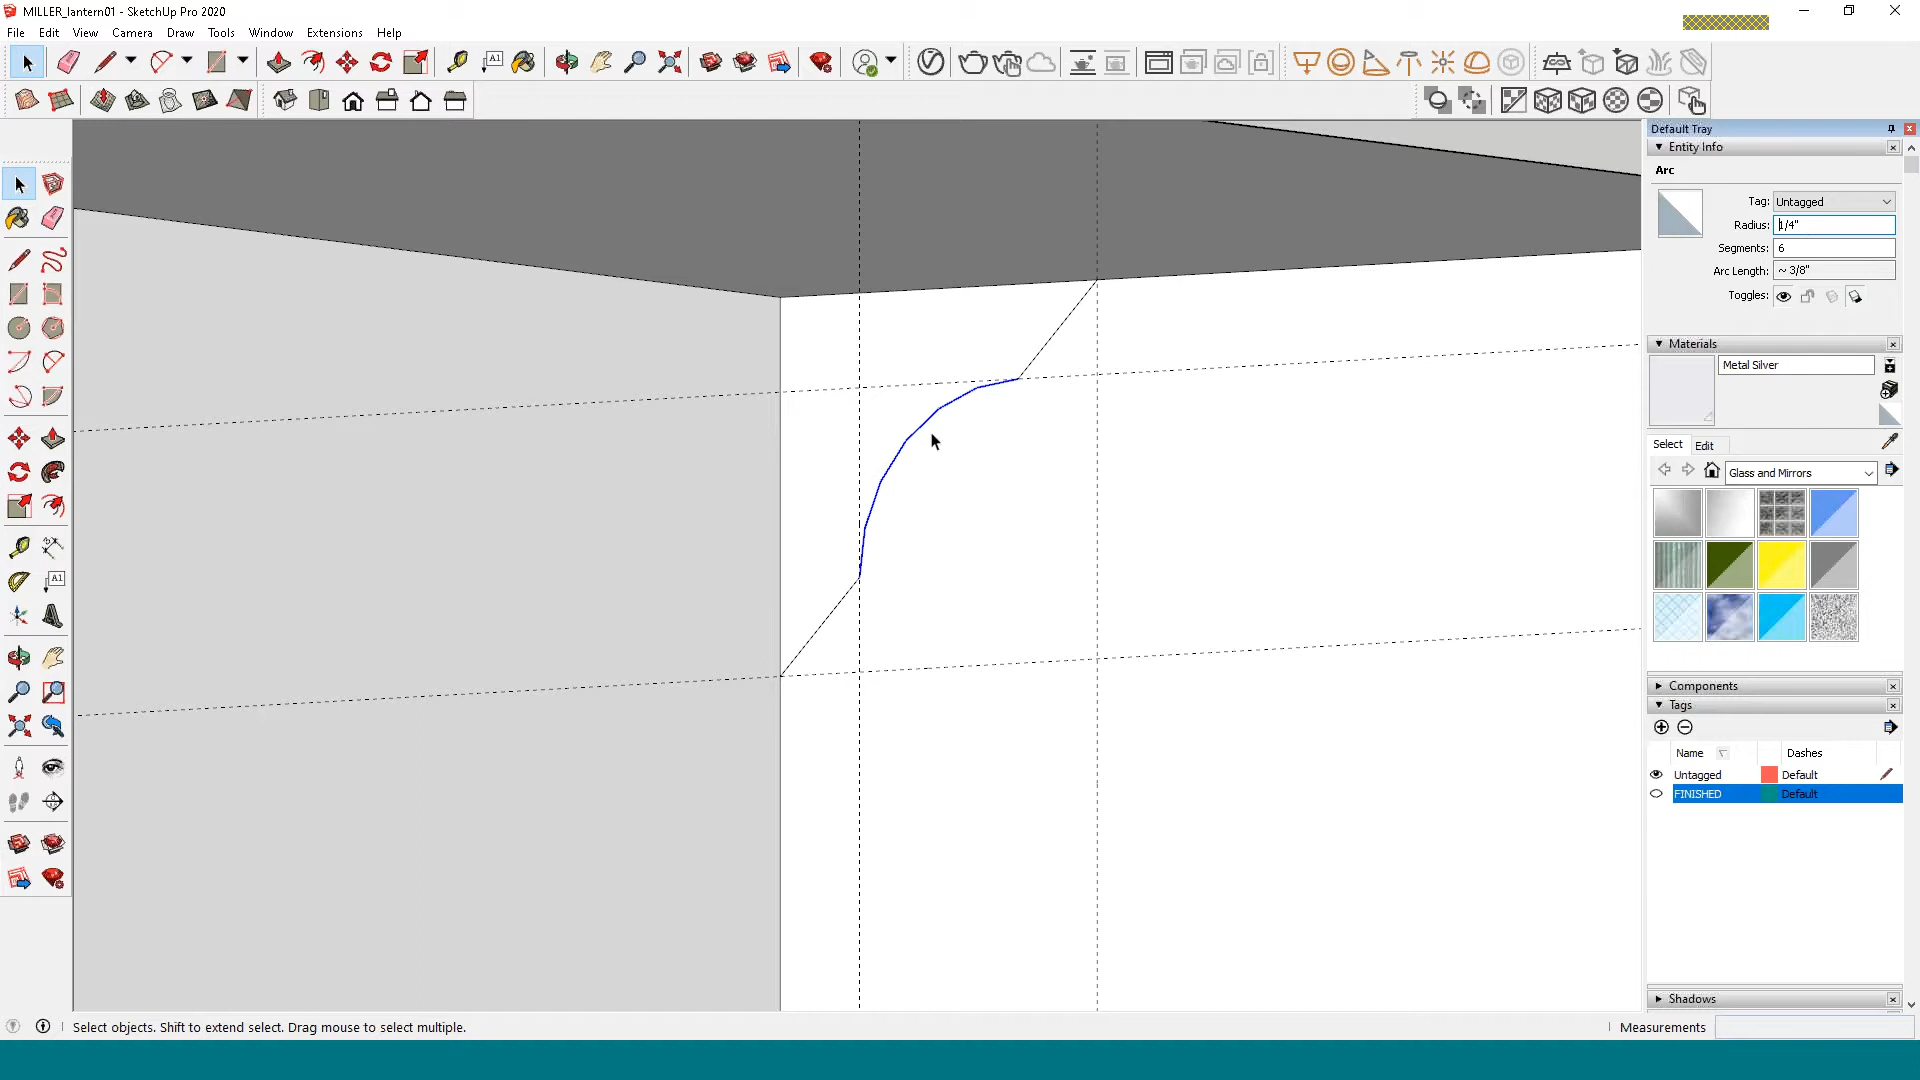 MILLER_lantern01 - SketchUp Pro 2020
File Edit View Camera Draw Tools Window Extensions Help
A1
Default Tray
Entity Info
Arc
Tag: Untagged
Radius: 1/4"
Segments: 6
Arc Length: ~ 3/8"
Toggles:
Materials
Metal Silver
Select Edit
Glass and Mirrors
A1
Components
Tags
Name Dashes
Untagged Default
FINISHED Default
Shadows
Select objects. Shift to extend select. Drag mouse to select multiple.
Measurements